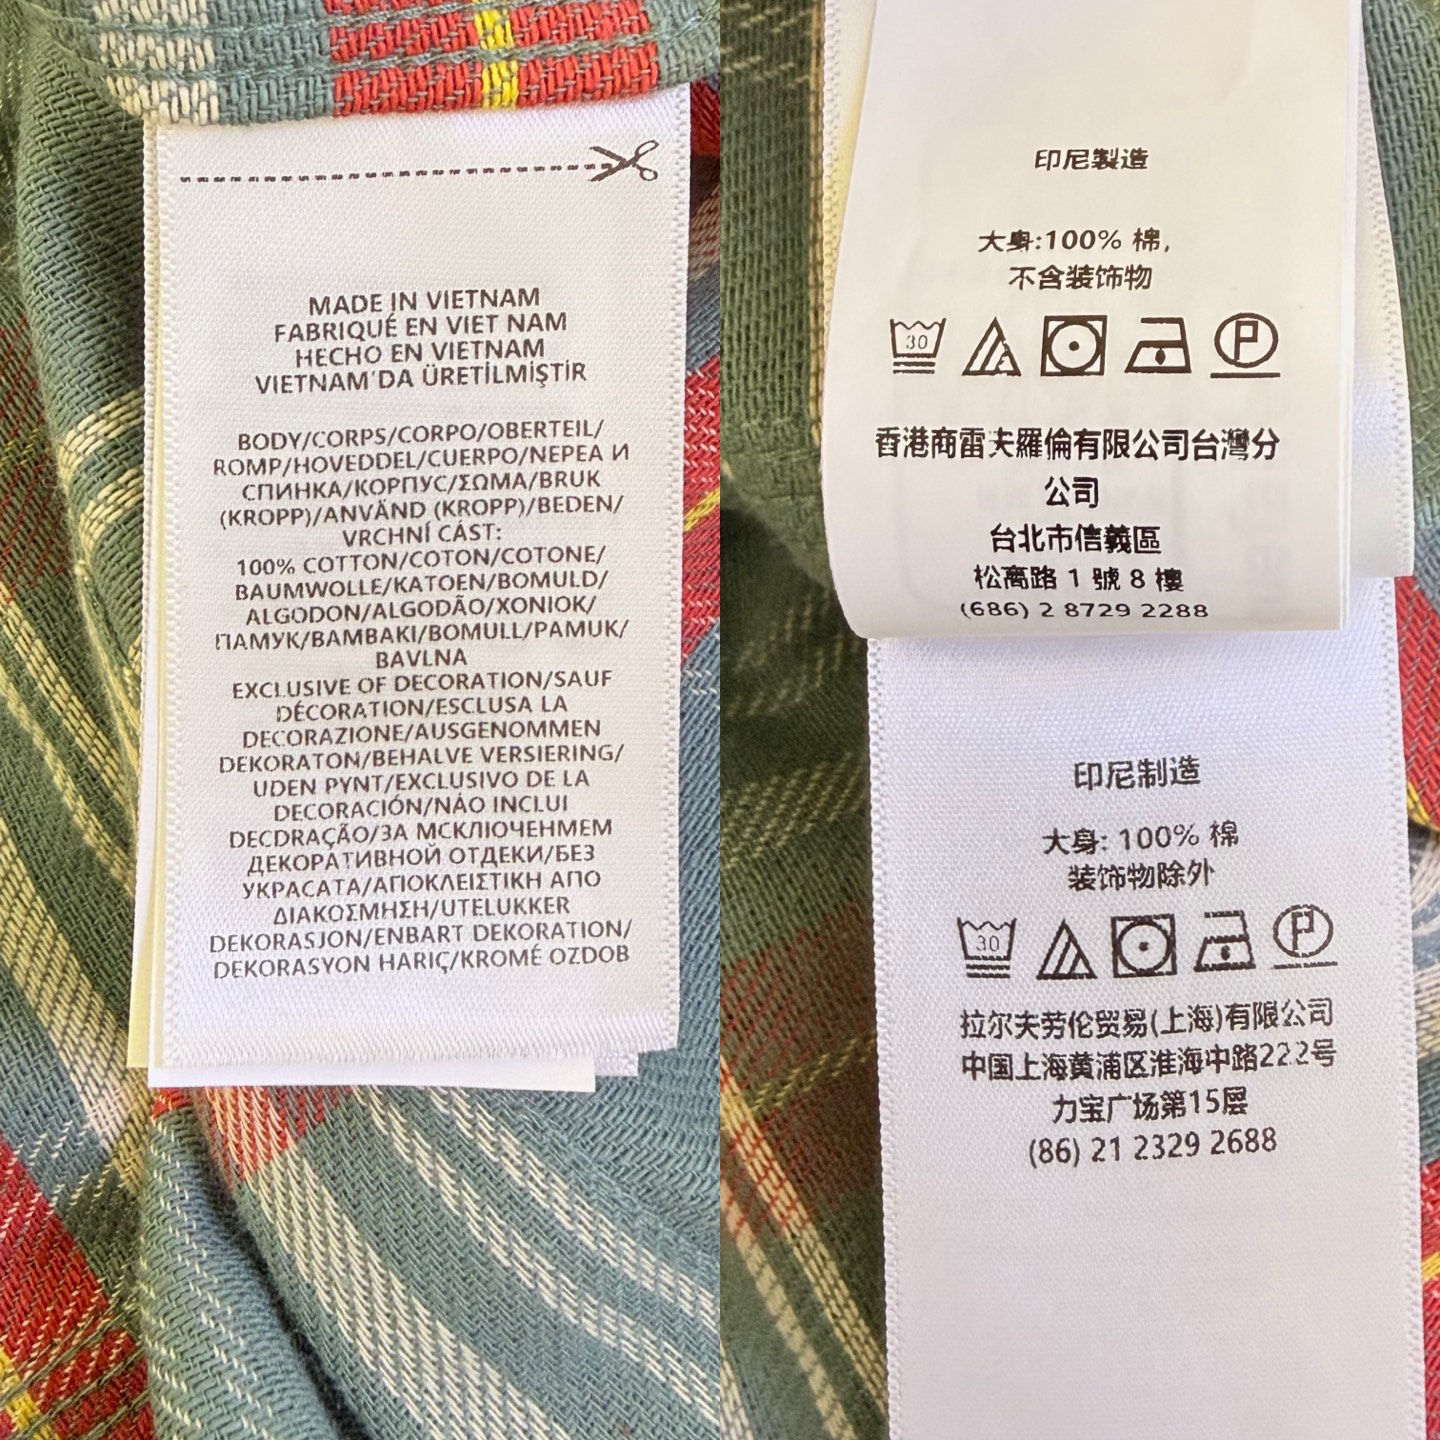 MADE IN VIETNAM
FABRIQUÉ EN VIET NAM
HECHO EN VIETNAM
VIETNAM'DA ÜRETİLMİŞTİR
BODY/CORPS/CORPO/OBERTEIL/
ROMP/HOVEDDEL/CUERPO/NEPEA И
СПИНКА/КОРПУС/ΣΩΜΑ/BRUK
(KROPP)/ANVÄND (KROPP)/BEDEN/
VRCHNÍ CÁST:
100% COTTON/COTON/COTONE/
BAUMWOLLE/KATOEN/BOMULD/
ALGODON/ALGODÃO/XONIOK/
ПАМУК/BAMBAKI/BOMULL/PAMUK/
BAVLNA
EXCLUSIVE OF DECORATION/SAUF
DÉCORATION/ESCLUSA LA
DECORAZIONE/AUSGENOMMEN
DEKORATON/BEHALVE VERSIERING/
UDEN PYNT/EXCLUSIVO DE LA
DECORACIÓN/NÁO INCLUI
DECDRAÇÃO/ЗА МСКЛІОЧЕНМЕМ
ДЕКОРАТИВНОЙ ОТДЕКИ/БЕЗ
УКРАСАТА/ΑΠΟΚΛΕΙΣΤΙΚΗ ΑΠΟ
ΔΙΑΚΟΣΜΗΣΗ/UTELUKKER
DEKORASJON/ENBART DEKORATION/
DEKORASYON HARIÇ/KROMÉ OZDOB
印尼製造
大身:100% 棉,
不含装饰物
30
P
香港商雷夫羅倫有限公司台灣分
公司
台北市信義區
松高路 1 號 8 樓
(686) 2 8729 2288
印尼制造
大身: 100% 棉
装饰物除外
30
P
拉尔夫劳伦贸易(上海)有限公司
中国上海黄浦区淮海中路222号
力宝广场第15层
(86) 21 2329 2688